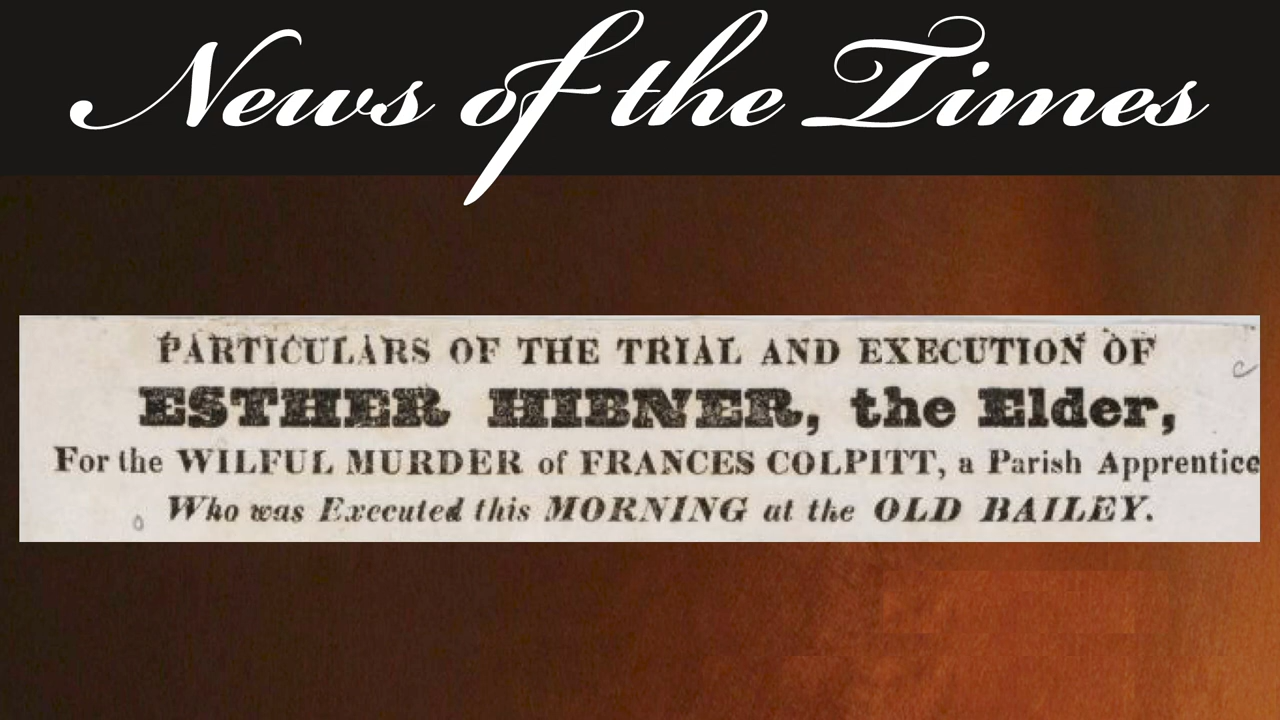 News of the Times
PARTICULARS OF THE TRIAL AND EXECUTION OF
ESTHER HIBNER, the Elder,
For the WILFUL MURDER of FRANCES COLPITT, a Parish Apprentice
Who was Executed this MORNING at the OLD BAILEY.